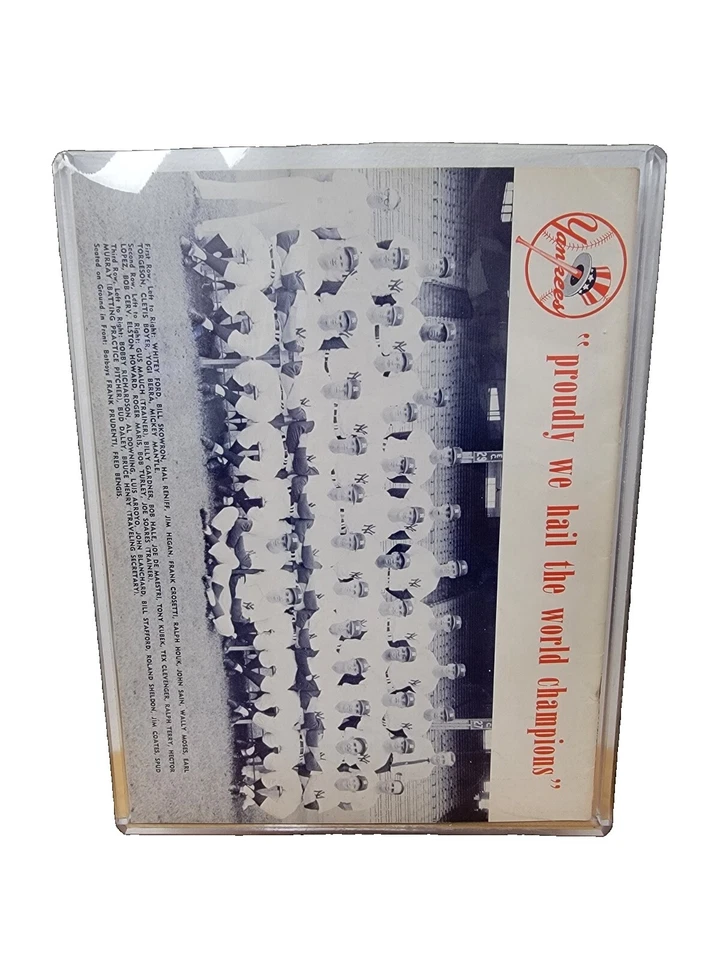 Yankees
"proudly we hail the world champions"
First Row, Left to Right: WHITEY FORD, BILL SKOWRON, HAL RENIFF, JIM HEGAN, FRANK CROSETTI, RALPH HOUK, JOHN SAIN, WALLY MOSES, EARL
TORGESON, CLETIS BOYER, YOGI BERRA, MICKEY MANTLE.
Second Row, Left to Right: GUS MAUCH (TRAINER), BILLY GARDNER, BOB HALE, JOE DE MAESTRI, TONY KUBEK, TEX CLEVENGER, RALPH TERRY, HECTOR
LOPEZ, BOB CERV, ELSTON HOWARD, ROGER MARIS, BOB TURLEY, JOE SOARES (TRAINER).
Third Row, Left to Right: BOBBY RICHARDSON, AL DOWNING, LUIS ARROYO, JOHN BLANCHARD, BILL STAFFORD, ROLAND SHELDON, JIM COATES, SPUD
MURRAY (BATTING PRACTICE PITCHER), BUD DALEY, BRUCE HENRY (TRAVELING SECRETARY).
Seated on Ground in Front: Batboys FRANK PRUDENTI, FRED BENGIS